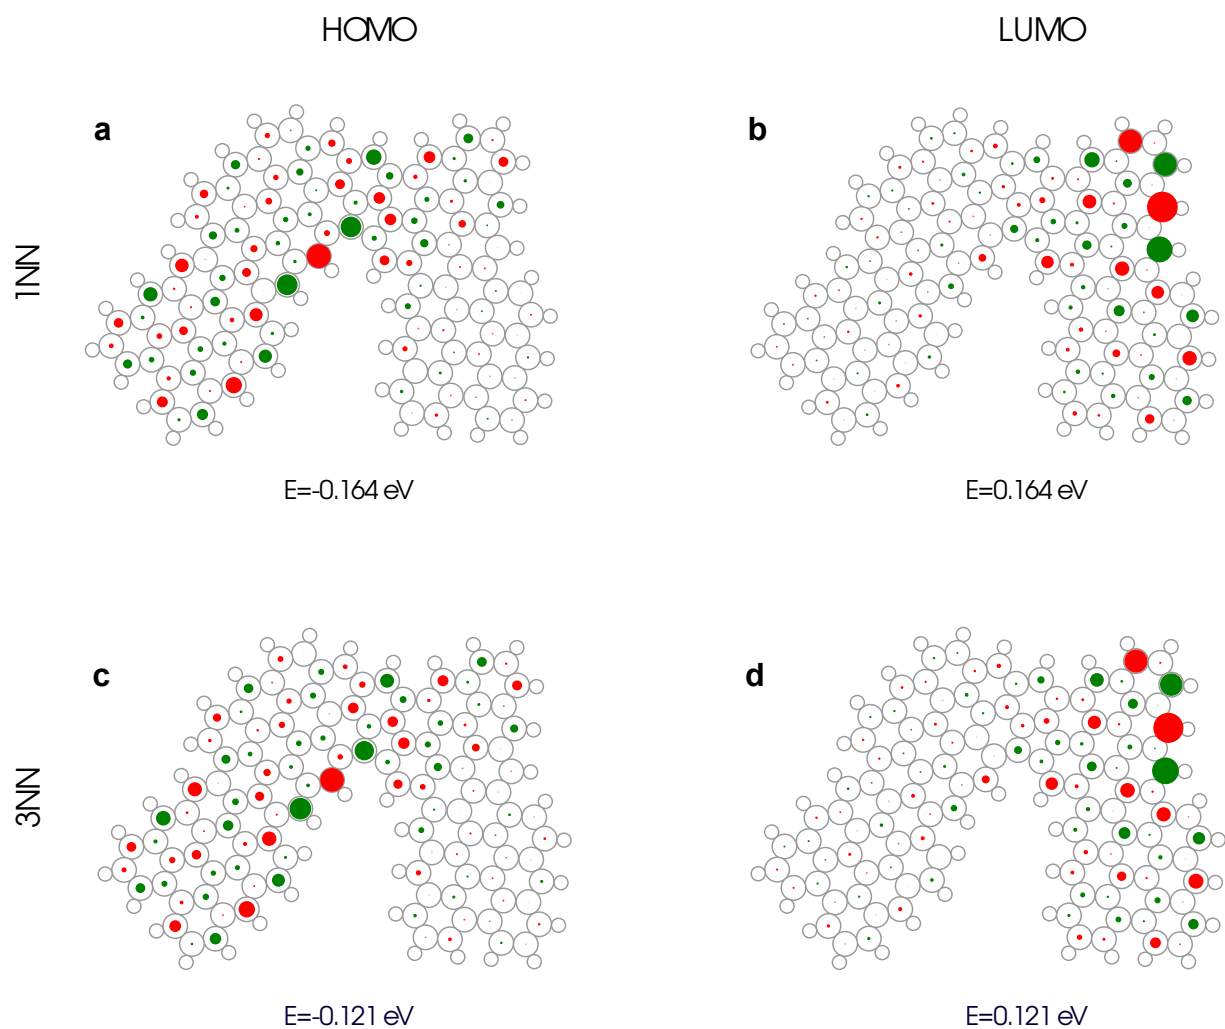 HOMO
LUMO
a
b
1NN
E=-0.164 eV
E=0.164 eV
c
d
3NN
E=-0.121 eV
E=0.121 eV